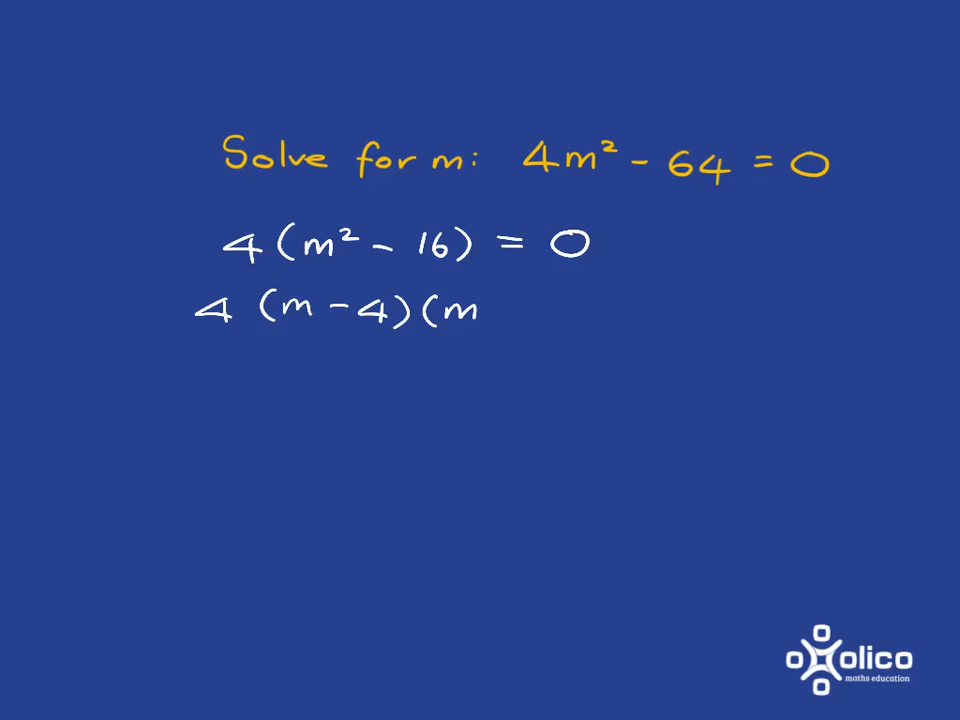 Solve for m: 4m² - 64 = 0
4(m² - 16) = 0
4 (m - 4)(m
olico
maths education